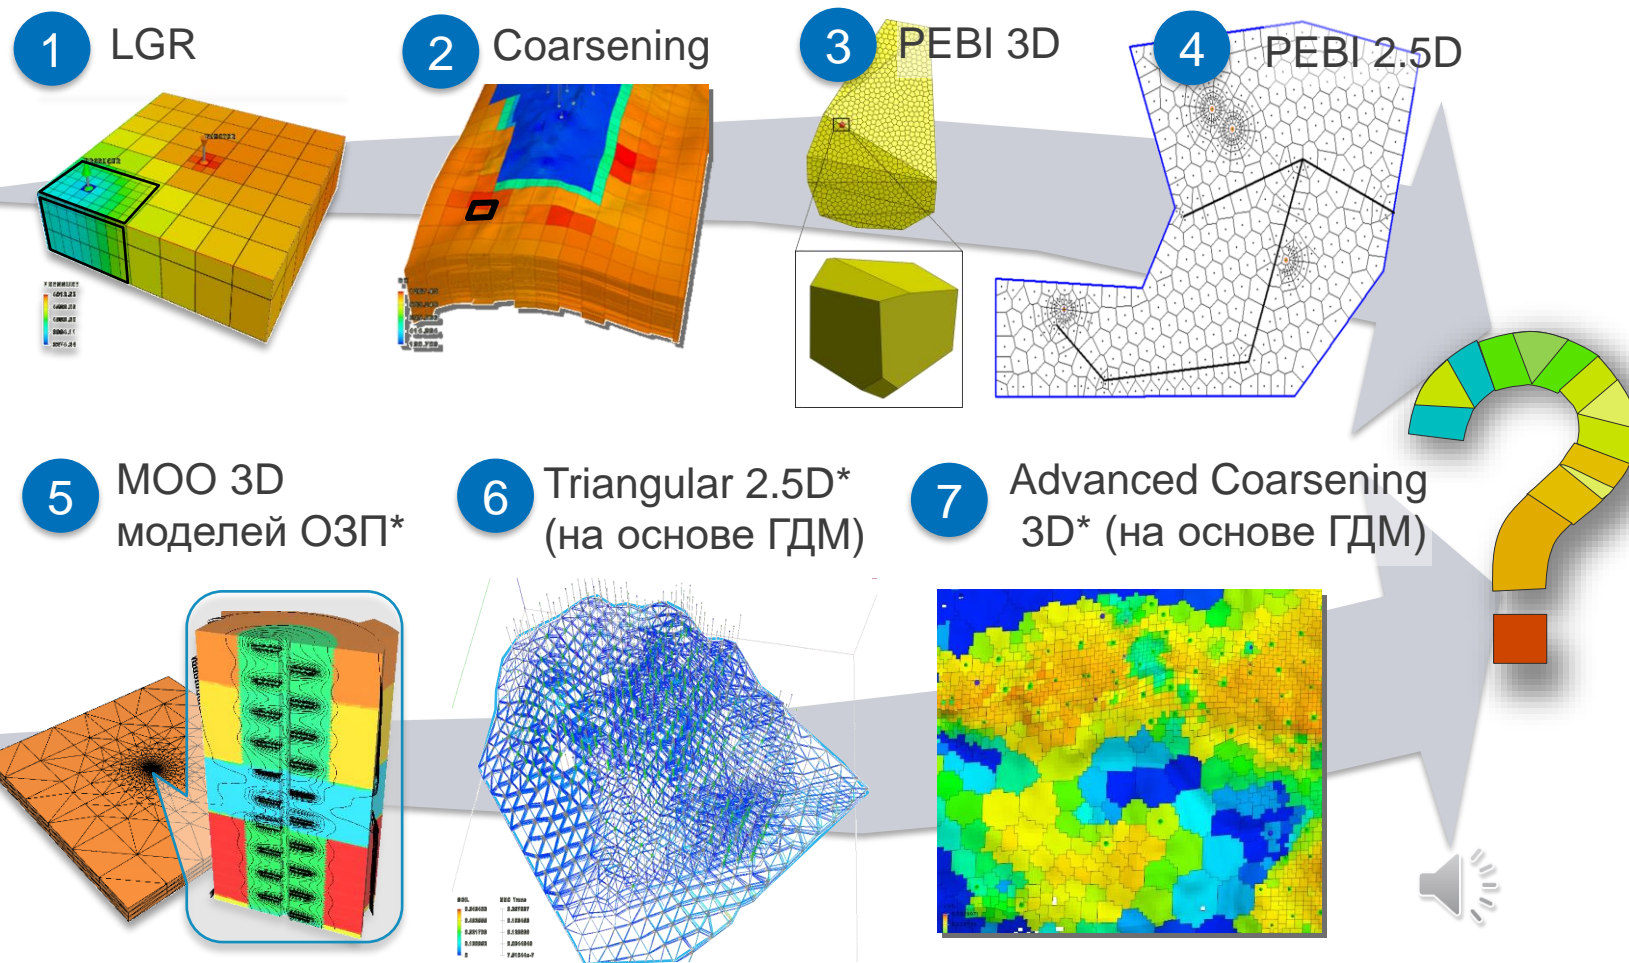 1 LGR
2 Coarsening
3 PEBI 3D
4 PEBI 2.5D
5 МОО 3D
моделей ОЗП*
6 Triangular 2.5D*
(на основе ГДМ)
7 Advanced Coarsening
3D* (на основе ГДМ)